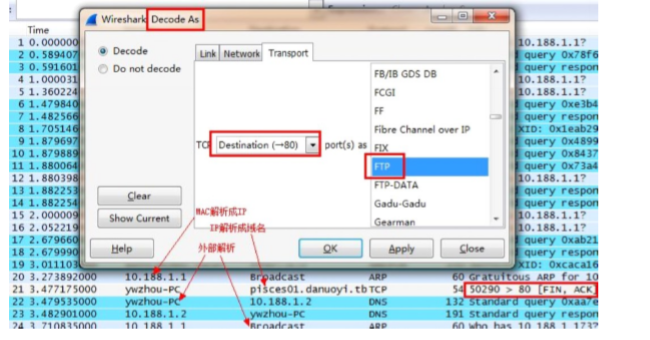 Wireshark: Decode As
Time
1 0.000000 10.188.1.1?
2 0.589407 d query 0x78f6
3 0.591601 d query respon
4 1.000031 10.188.1.1?
5 1.360224 10.188.1.1?
6 1.479840 d query 0xe3b4
7 1.482566 d query respon
8 1.705146 XID: 0x1eab29
9 1.879697 d query 0x4899
10 1.879889 d query 0x8437
11 1.880064 d query 0x73a4
12 1.880398 10.188.1.1?
13 1.882253 d query respon
14 1.882254 d query respon
15 2.000009 10.188.1.1?
16 2.052219 10.188.1.1?
17 2.679660 d query 0xab21
18 2.679990 d query respon
19 3.011103 XID: 0xcaca16
Decode
Do not decode
Link Network Transport
TCP Destination (→80) port(s) as
FB/IB GDS DB
FCGI
FF
Fibre Channel over IP
FIX
FTP
FTP-DATA
Gadu-Gadu
Gearman
Clear
Show Current
MAC解析成IP
IP解析成域名
外部解析
Help OK Apply Close
20 3.273892000 10.188.1.1 Broadcast ARP 60 Gratuitous ARP for 10
21 3.477175000 ywzhou-PC pisces01.danuoyi.tb TCP 54 50290 > 80 [FIN, ACK]
22 3.479535000 ywzhou-PC 10.188.1.2 DNS 132 Standard query 0xaa7e
23 3.482901000 10.188.1.2 ywzhou-PC DNS 191 Standard query respon
24 3.710835000 10.188.1.1 Broadcast ARP 60 who has 10.188.1.173?